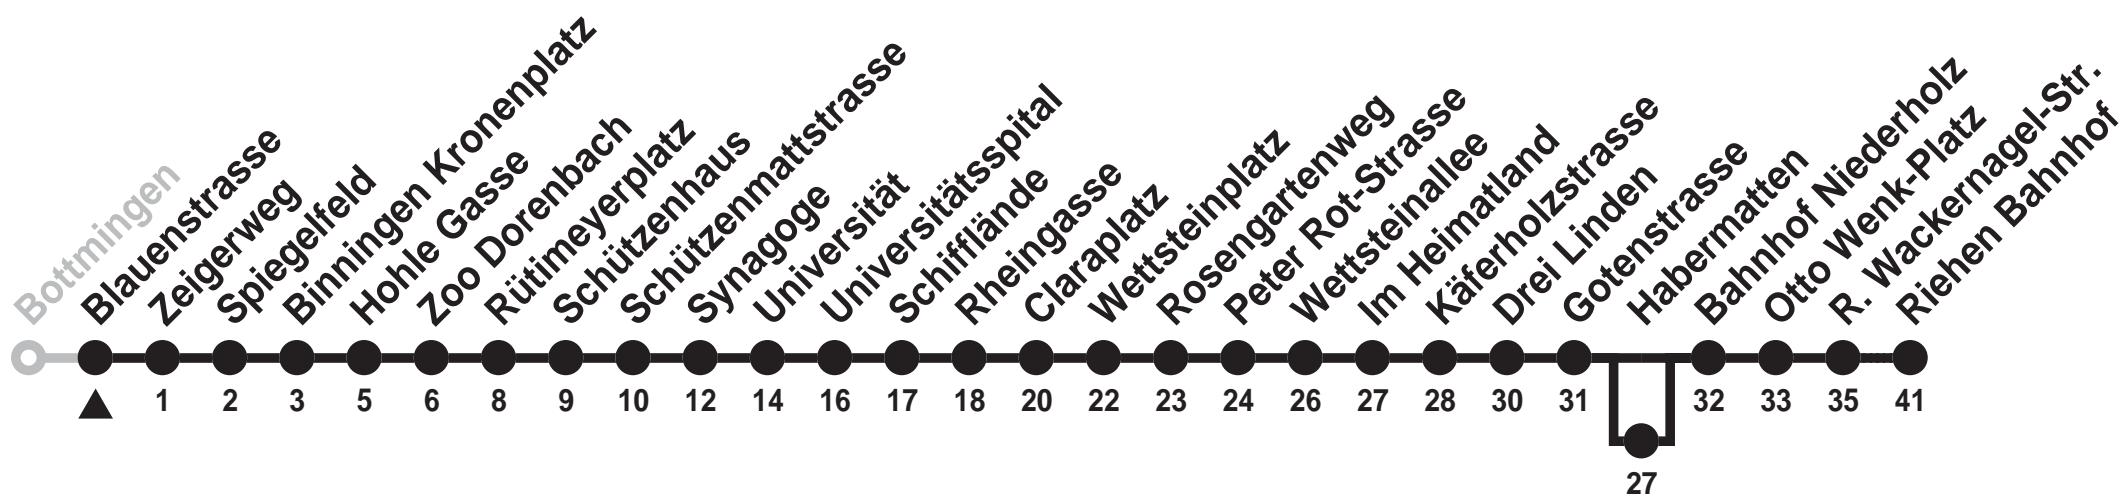 Bottmingen
Blauenstrasse
Zeigerweg
Spiegelfeld
Binningen Kronenplatz
Hohle Gasse
Zoo Dorenbach
Rütimeyerplatz
Schützenhaus
Schützenmattstrasse
Synagoge
Universität
Universitätsspital
Schifflände
Rheingasse
Claraplatz
Wettsteinplatz
Rosengartenweg
Peter Rot-Strasse
Wettsteinallee
Im Heimatland
Käferholzstrasse
Drei Linden
Gotenstrasse
Habermatten
Bahnhof Niederholz
Otto Wenk-Platz
R. Wackernagel-Str.
Riehen Bahnhof
1 2 3 5 6 8 9 10 12 14 16 17 18 20 22 23 24 26 27 28 30 31 32 33 35 41
27